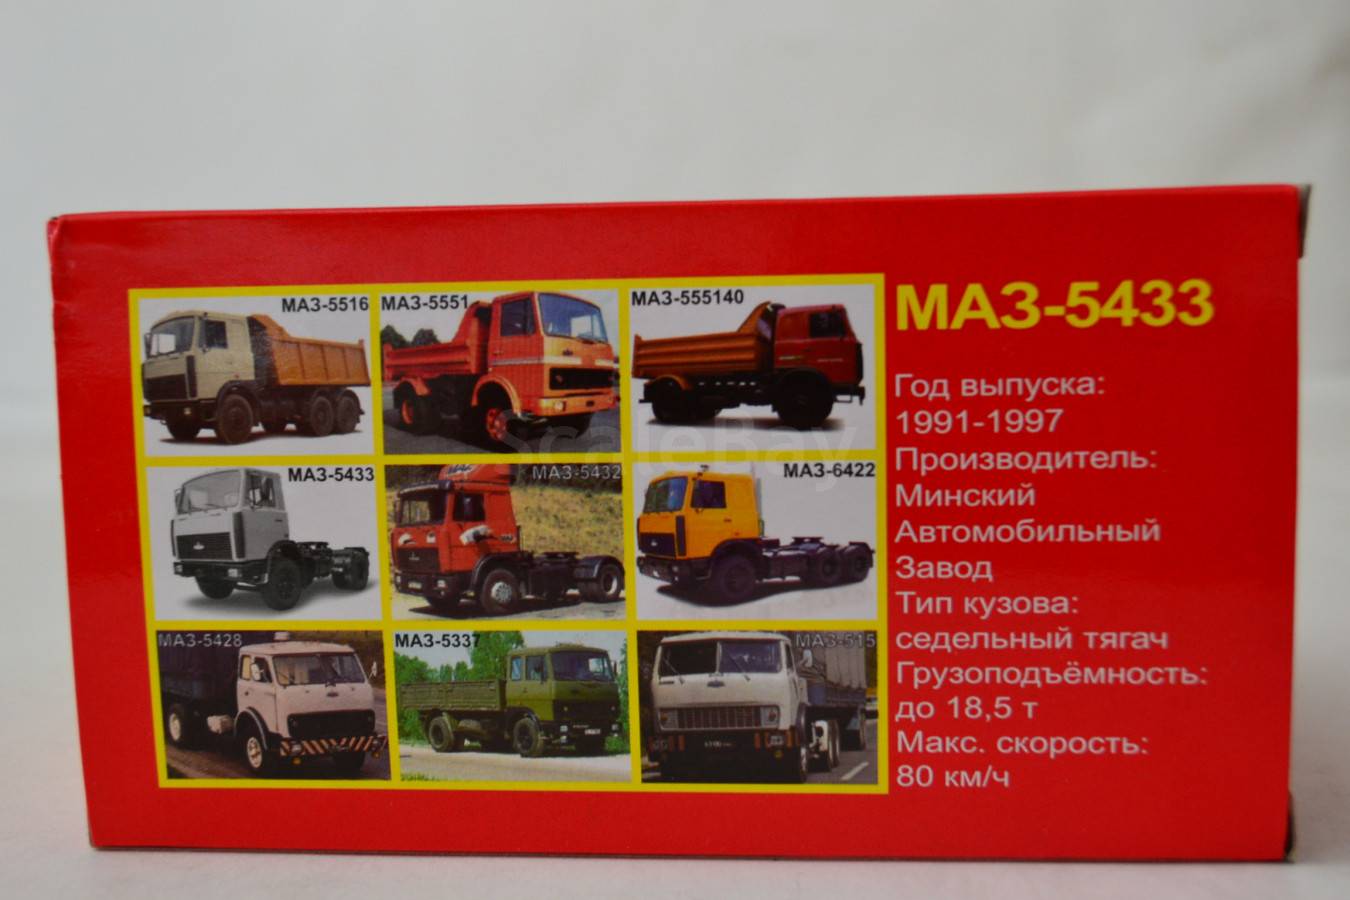 МАЗ-5516
МАЗ-5551
МАЗ-555140
МАЗ-5433
МАЗ-5432
МАЗ-6422
МАЗ-5428
МАЗ-5337
МАЗ-515
МАЗ-5433
Год выпуска:
1991-1997
Производитель:
Минский
Автомобильный
Завод
Тип кузова:
седельный тягач
Грузоподъёмность:
до 18,5 т
Макс. скорость:
80 км/ч
ScaleBay